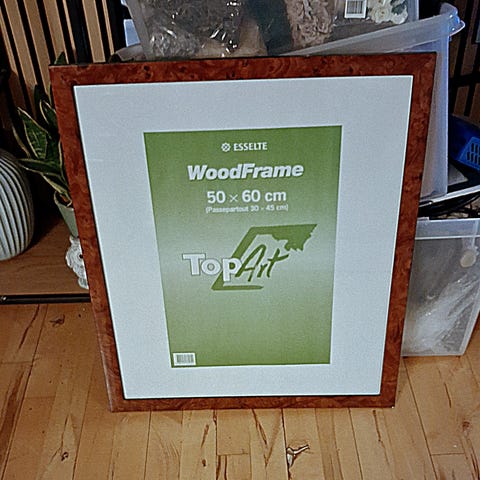 ESSELTE
WoodFrame
50 × 60 cm
(Passepartout 30 × 45 cm)
TopArt